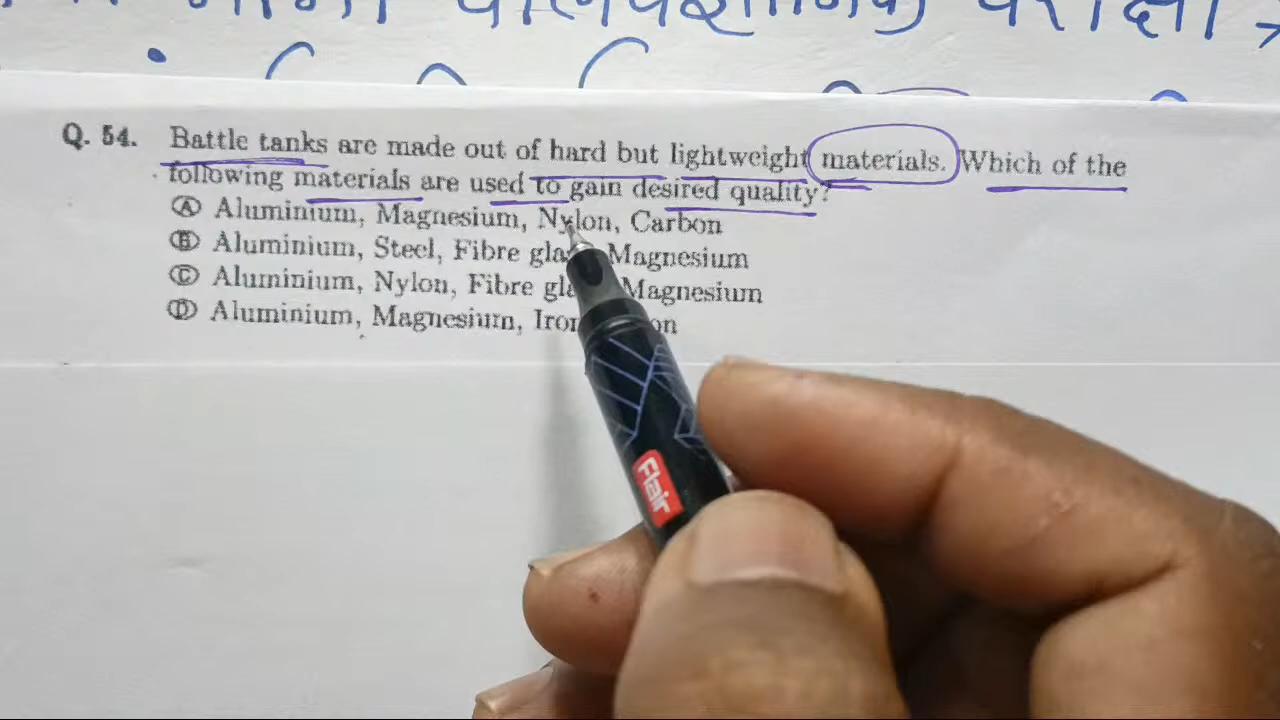 Q. 54. Battle tanks are made out of hard but lightweight materials. Which of the
following materials are used to gain desired quality?
Ⓐ Aluminium, Magnesium, Nylon, Carbon
Ⓑ Aluminium, Steel, Fibre Magnesium
Ⓒ Aluminium, Nylon, Fibre Magnesium
Ⓓ Aluminium, Magnesium,
Flair